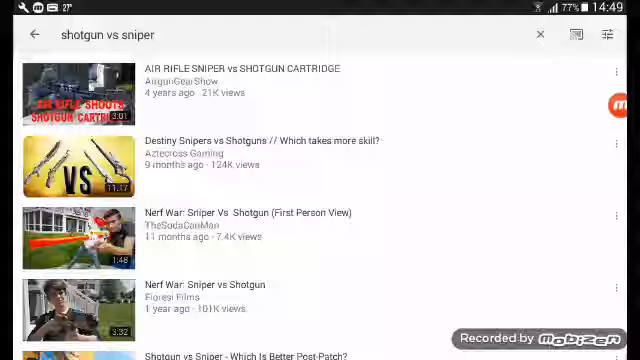 27°
77%
14:49
shotgun vs sniper
AIR RIFLE SNIPER vs SHOTGUN CARTRIDGE
AirgunGearShow
4 years ago · 21K views
AIR RIFLE SHOOTS
SHOTGUN CARTRI
3:01
Destiny Snipers vs Shotguns // Which takes more skill?
Aztecross Gaming
9 months ago · 124K views
VS
11:17
Nerf War: Sniper Vs Shotgun (First Person View)
TheSodaCanMan
11 months ago · 7.4K views
1:48
Nerf War: Sniper vs Shotgun
Fioresi Films
1 year ago · 101K views
3:32
Shotgun vs Sniper - Which Is Better Post-Patch?
Recorded by mobizen